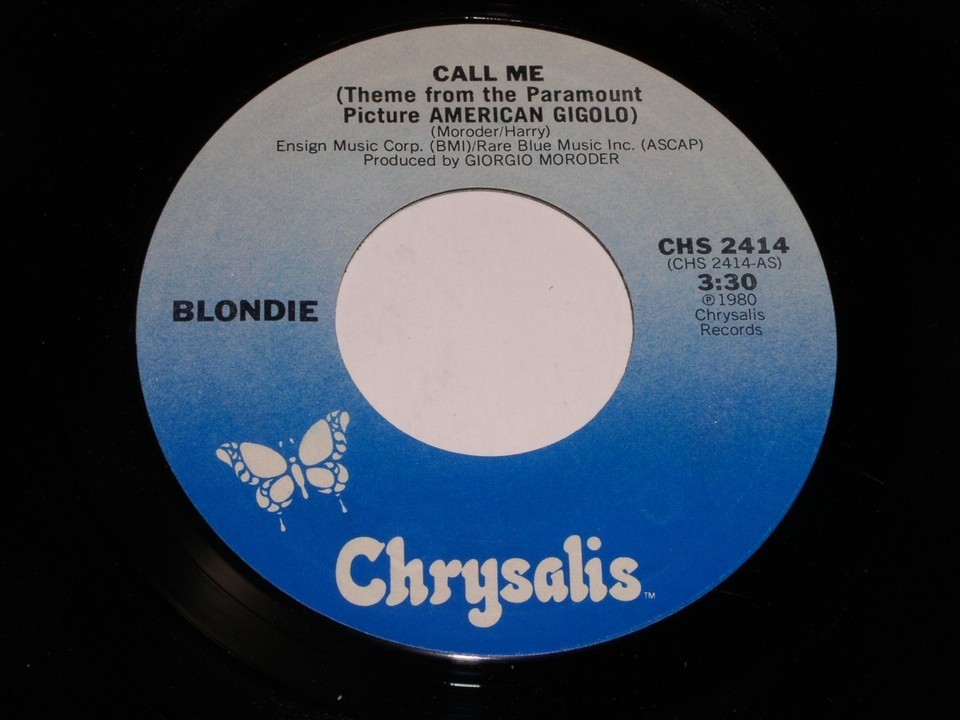 CALL ME
(Theme from the Paramount
Picture AMERICAN GIGOLO)
(Moroder/Harry)
Ensign Music Corp. (BMI)/Rare Blue Music Inc. (ASCAP)
Produced by GIORGIO MORODER
CHS 2414
(CHS 2414-AS)
3:30
℗1980
Chrysalis
Records
BLONDIE
Chrysalis™